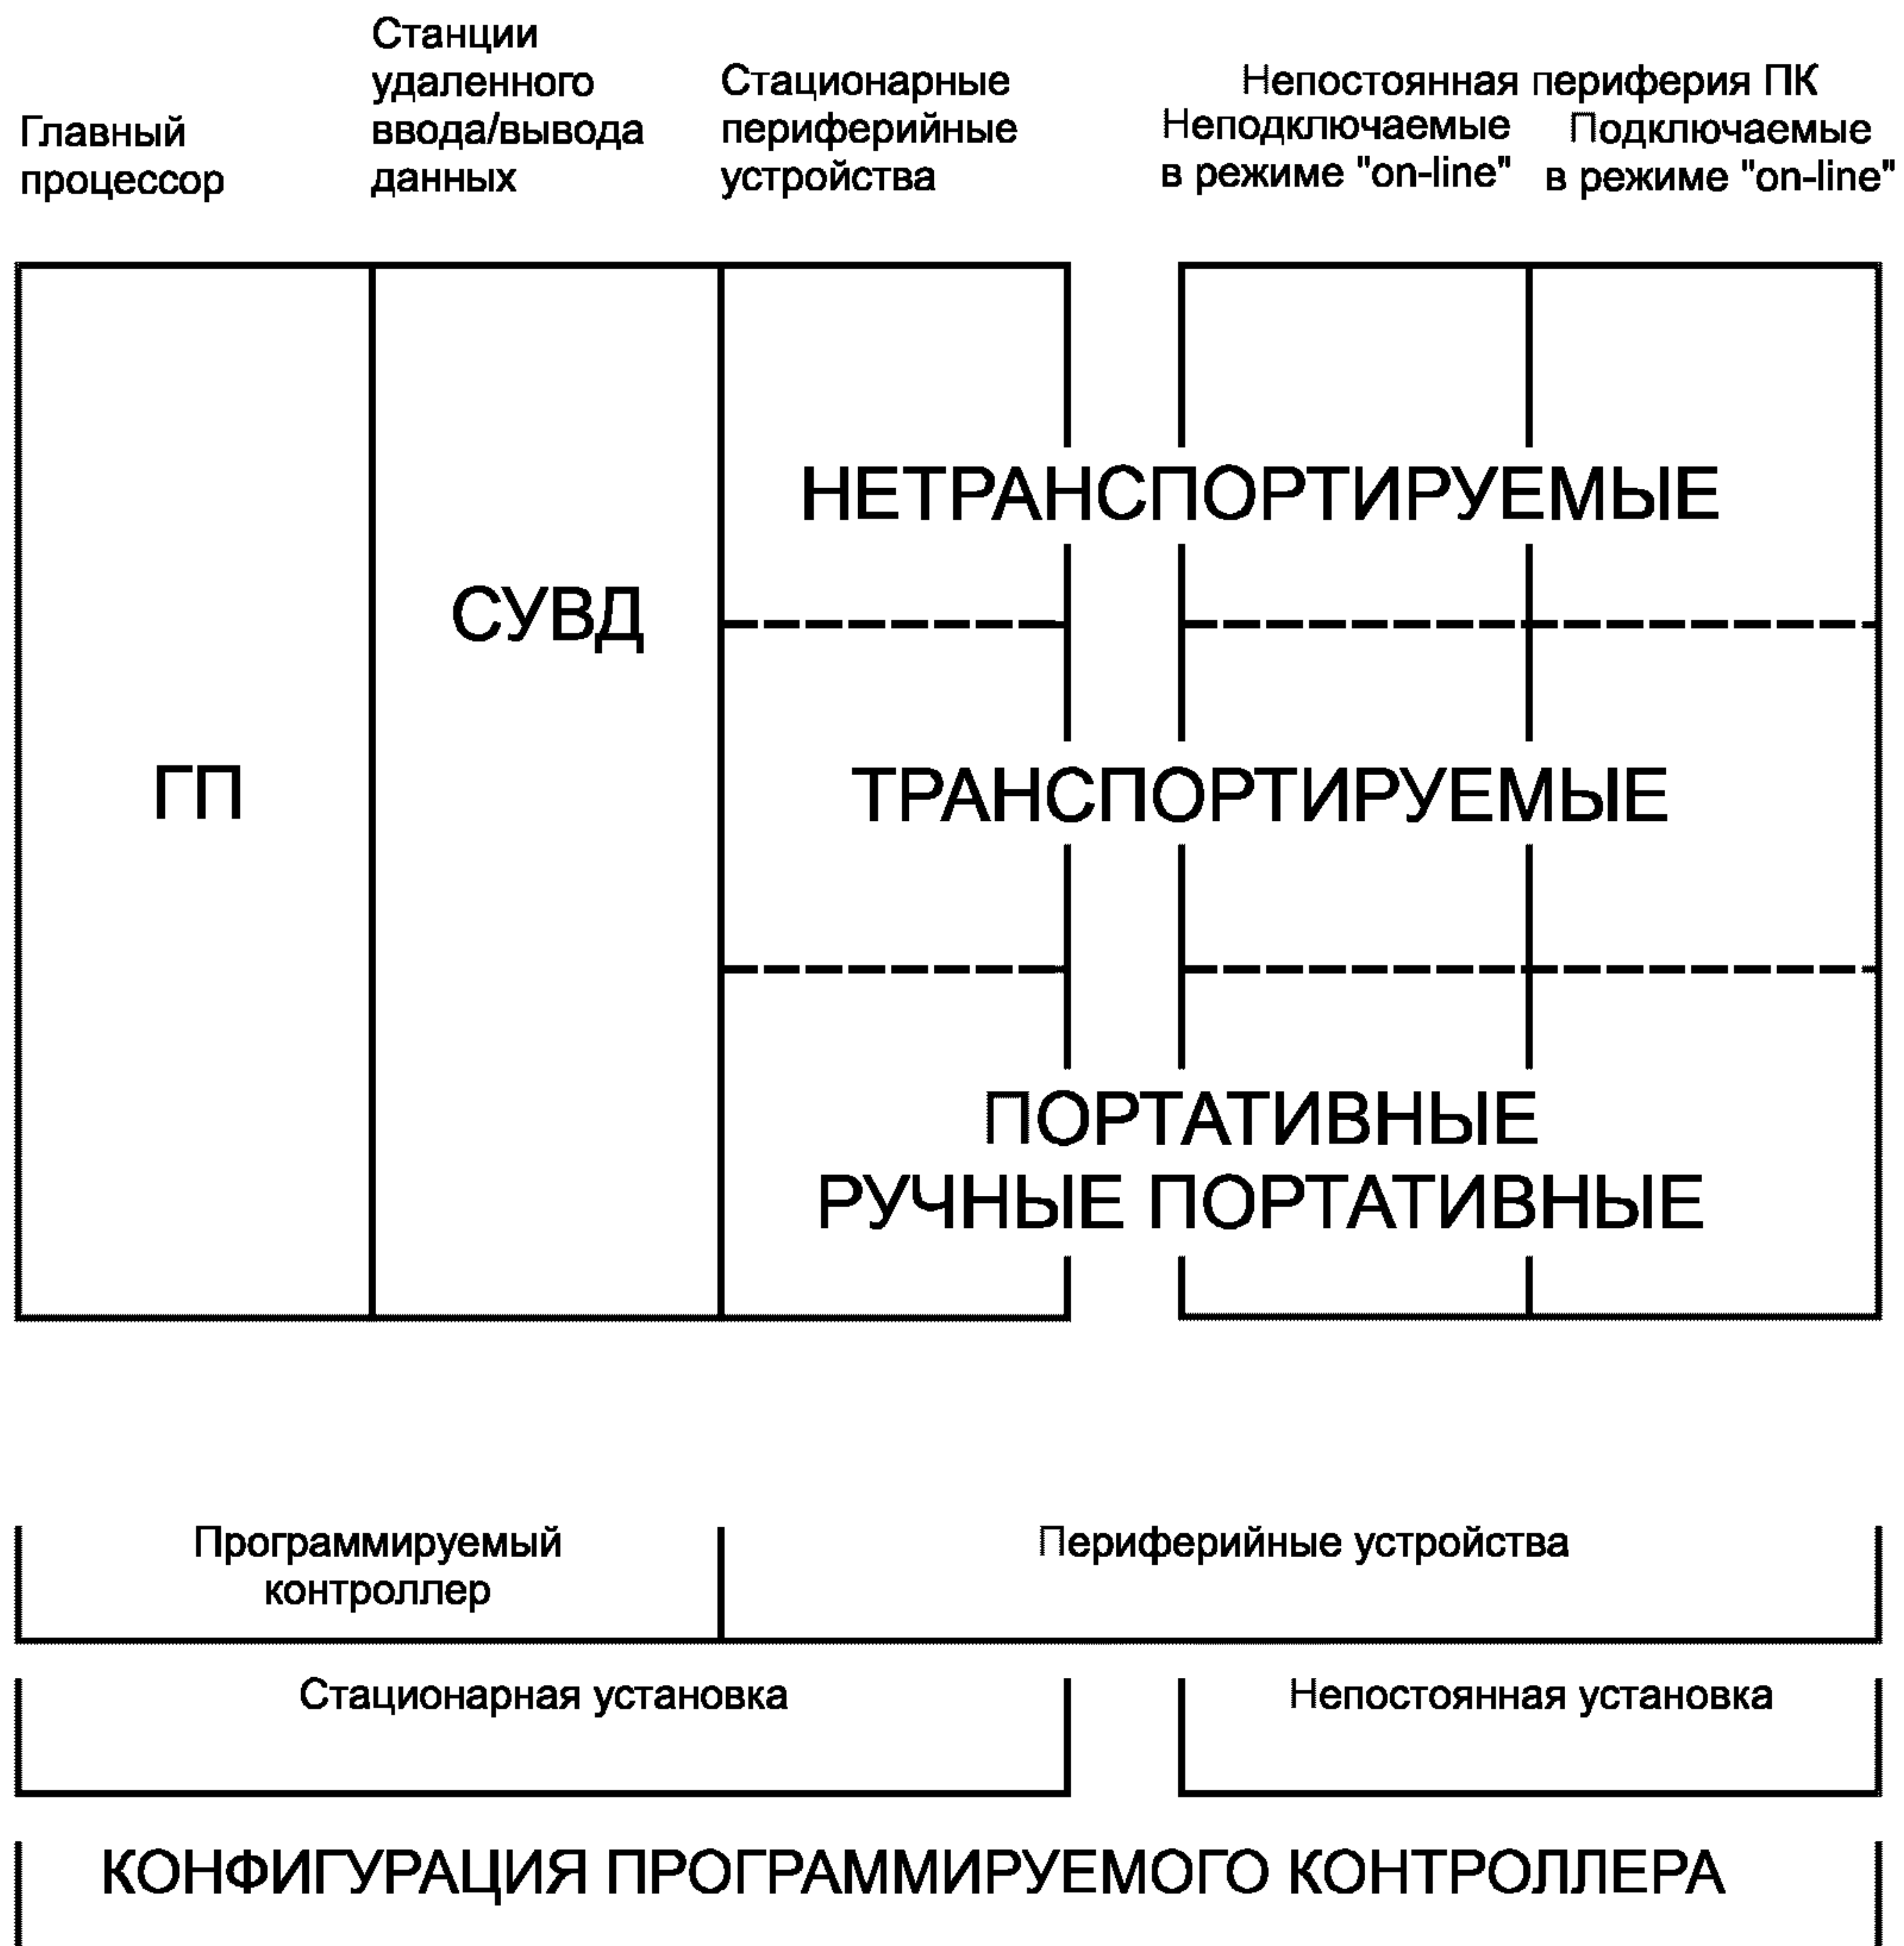 Главный
процессор
Станции
удаленного
ввода/вывода
данных
Стационарные
периферийные
устройства
Непостоянная периферия ПК
Неподключаемые
в режиме "on-line"
Подключаемые
в режиме "on-line"
НЕТРАНСПОРТИРУЕМЫЕ
СУВД
ГП
ТРАНСПОРТИРУЕМЫЕ
ПОРТАТИВНЫЕ
РУЧНЫЕ ПОРТАТИВНЫЕ
Программируемый
контроллер
Периферийные устройства
Стационарная установка
Непостоянная установка
КОНФИГУРАЦИЯ ПРОГРАММИРУЕМОГО КОНТРОЛЛЕРА